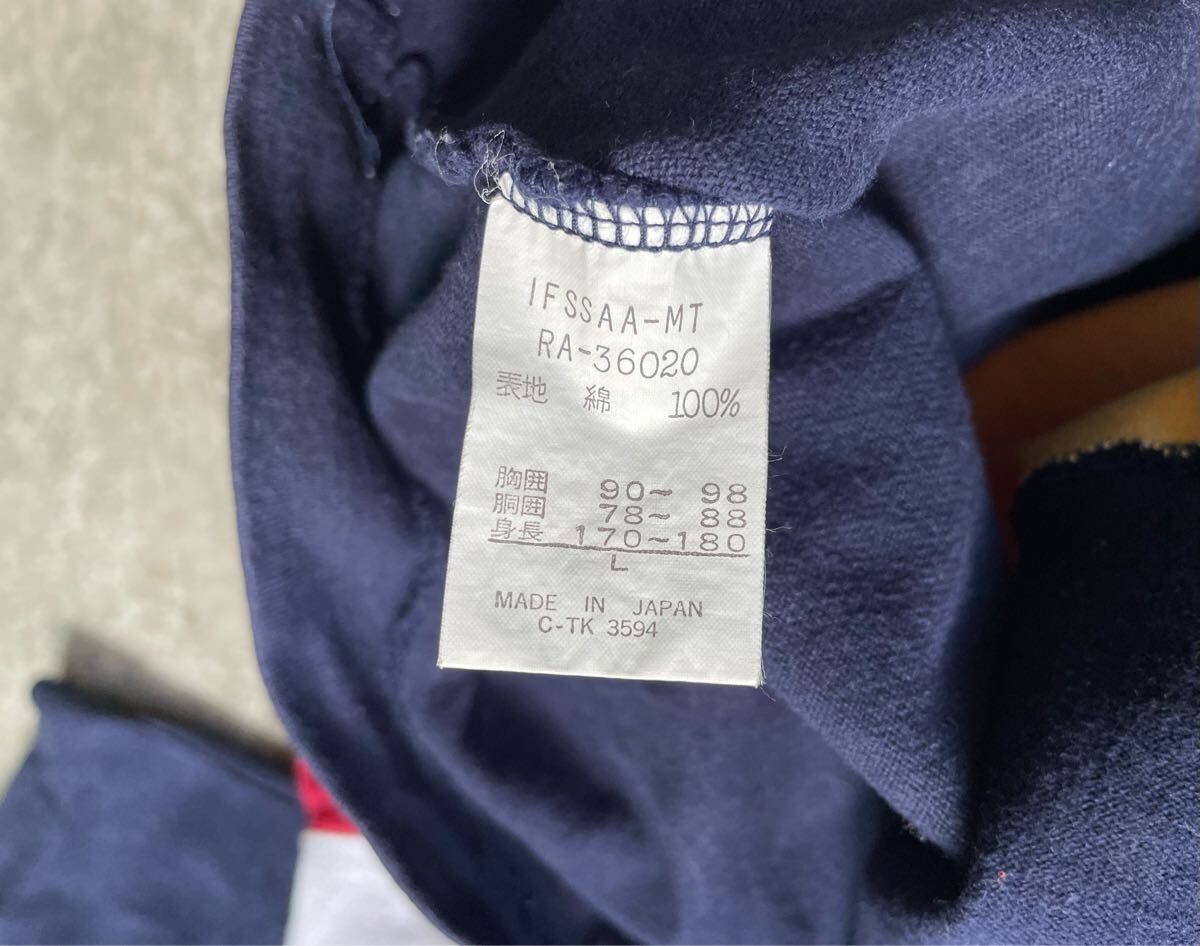 IFSSAA-MT
RA-36020
表地 綿 100%
胸囲 90~ 98
胴囲 78~ 88
身長 170~180
L
MADE IN JAPAN
C-TK 3594